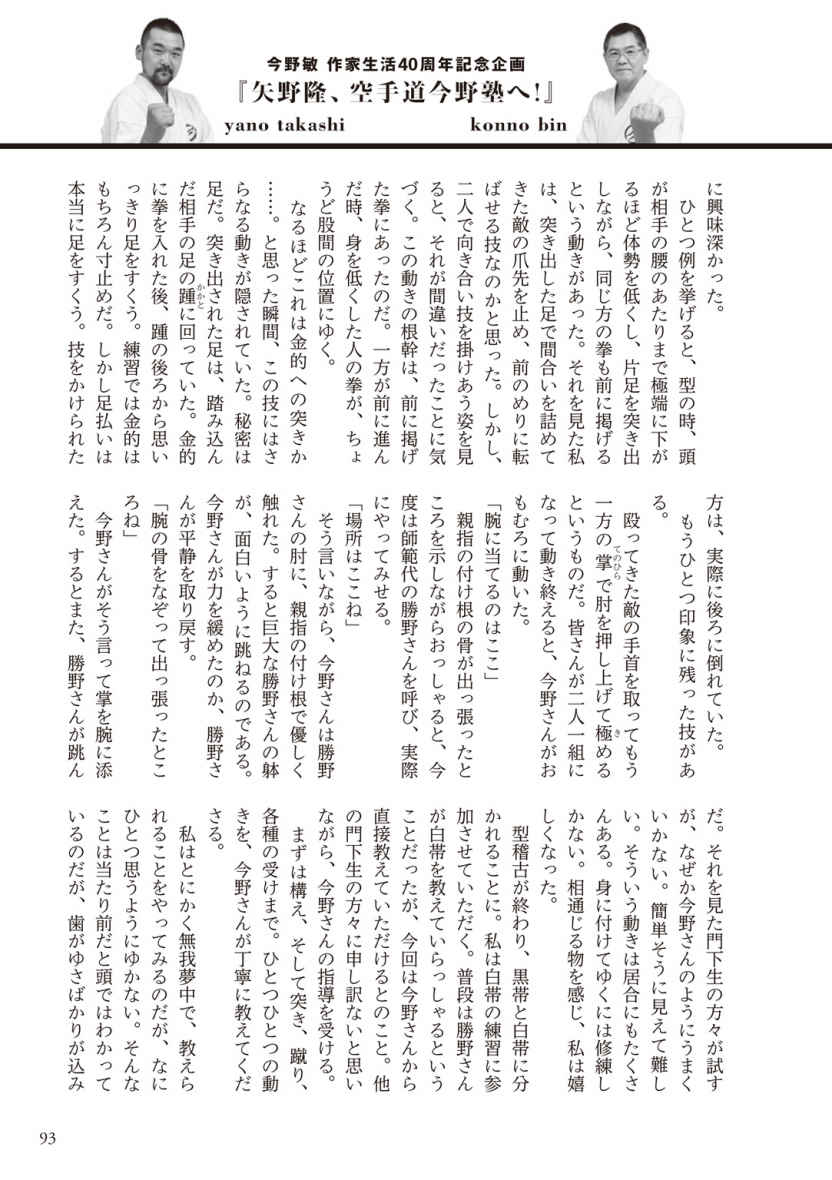 今野敏 作家生活40周年記念企画
『矢野隆、空手道今野塾へ！』
yano takashi
konno bin
に興味深かった。
ひとつ例を挙げると、型の時、頭
が相手の腰のあたりまで極端に下が
るほど体勢を低くし、片足を突き出
しながら、同じ方の拳も前に掲げる
という動きがあった。それを見た私
は、突き出した足で間合いを詰めて
きた敵の爪先を止め、前のめりに転
ばせる技なのかと思った。しかし、
二人で向き合い技を掛けあう姿を見
ると、それが間違いだったことに気
づく。この動きの根幹は、前に掲げ
た拳にあったのだ。一方が前に進ん
だ時、身を低くした人の拳が、ちょ
うど股間の位置にゆく。
なるほどこれは金的への突きか
……。と思った瞬間、この技にはさ
らなる動きが隠されていた。秘密は
足だ。突き出された足は、踏み込ん
だ相手の足の踵に回っていた。金的
かかと
に拳を入れた後、踵の後ろから思い
っきり足をすくう。練習では金的は
もちろん寸止めだ。しかし足払いは
本当に足をすくう。技をかけられた
方は、実際に後ろに倒れていた。
もうひとつ印象に残った技があ
る。
殴ってきた敵の手首を取ってもう
一方の掌で肘を押し上げて極める
てのひら
き
というものだ。皆さんが二人一組に
なって動き終えると、今野さんがお
もむろに動いた。
「腕に当てるのはここ」
親指の付け根の骨が出っ張ったと
ころを示しながらおっしゃると、今
度は師範代の勝野さんを呼び、実際
にやってみせる。
「場所はここね」
そう言いながら、今野さんは勝野
さんの肘に、親指の付け根で優しく
触れた。すると巨大な勝野さんの躰
が、面白いように跳ねるのである。
今野さんが力を緩めたのか、勝野さ
んが平静を取り戻す。
「腕の骨をなぞって出っ張ったとこ
ろね」
今野さんがそう言って掌を腕に添
えた。するとまた、勝野さんが跳ん
だ。それを見た門下生の方々が試す
が、なぜか今野さんのようにうまく
いかない。簡単そうに見えて難し
い。そういう動きは居合にもたくさ
んある。身に付けてゆくには修練し
かない。相通じる物を感じ、私は嬉
しくなった。
型稽古が終わり、黒帯と白帯に分
かれることに。私は白帯の練習に参
加させていただく。普段は勝野さん
が白帯を教えていらっしゃるという
ことだったが、今回は今野さんから
直接教えていただけるとのこと。他
の門下生の方々に申し訳ないと思い
ながら、今野さんの指導を受ける。
まずは構え、そして突き、蹴り、
各種の受けまで。ひとつひとつの動
きを、今野さんが丁寧に教えてくだ
さる。
私はとにかく無我夢中で、教えら
れることをやってみるのだが、なに
ひとつ思うようにゆかない。そんな
ことは当たり前だと頭ではわかって
いるのだが、歯がゆさばかりが込み
93